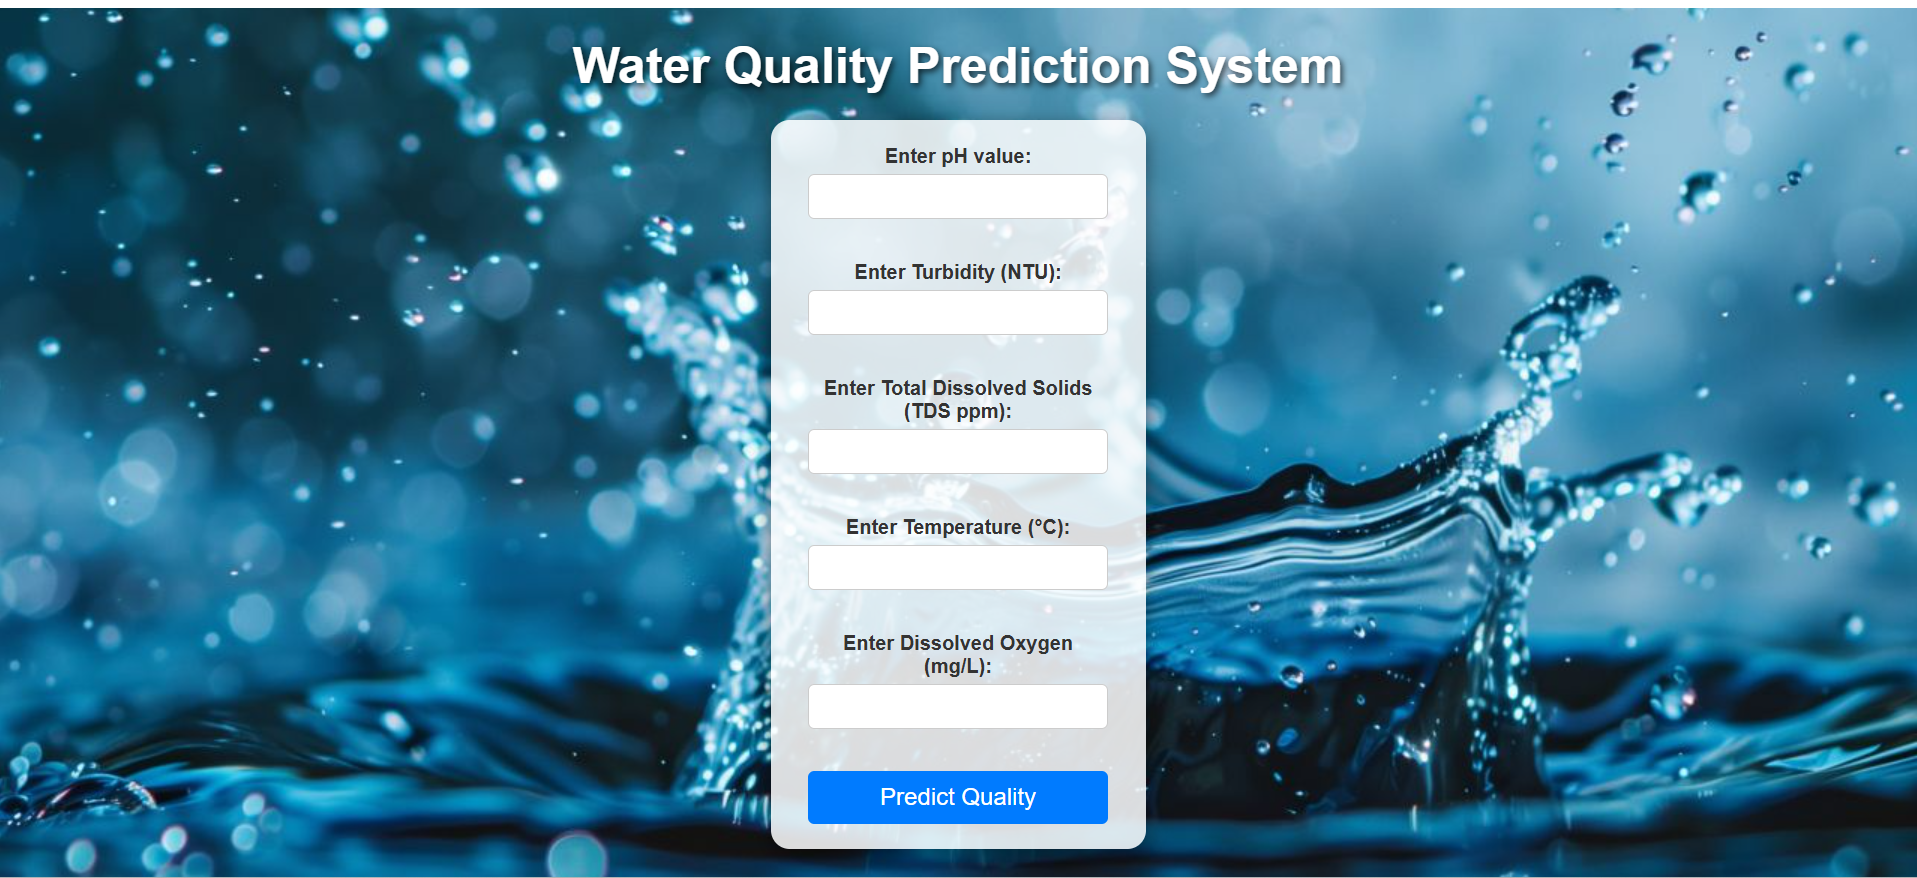 Water Quality Prediction System
Enter pH value:
Enter Turbidity (NTU):
Enter Total Dissolved Solids
(TDS ppm):
Enter Temperature (°C):
Enter Dissolved Oxygen
(mg/L):
Predict Quality